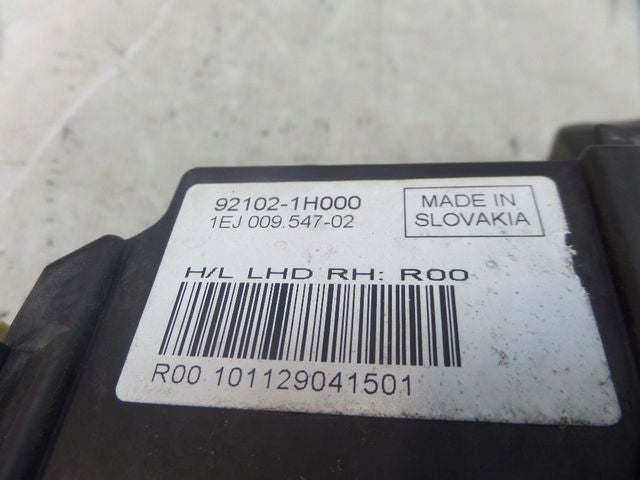 92102-1H000
1EJ 009.547-02
MADE IN
SLOVAKIA
H/L LHD RH: R00
R00 101129041501